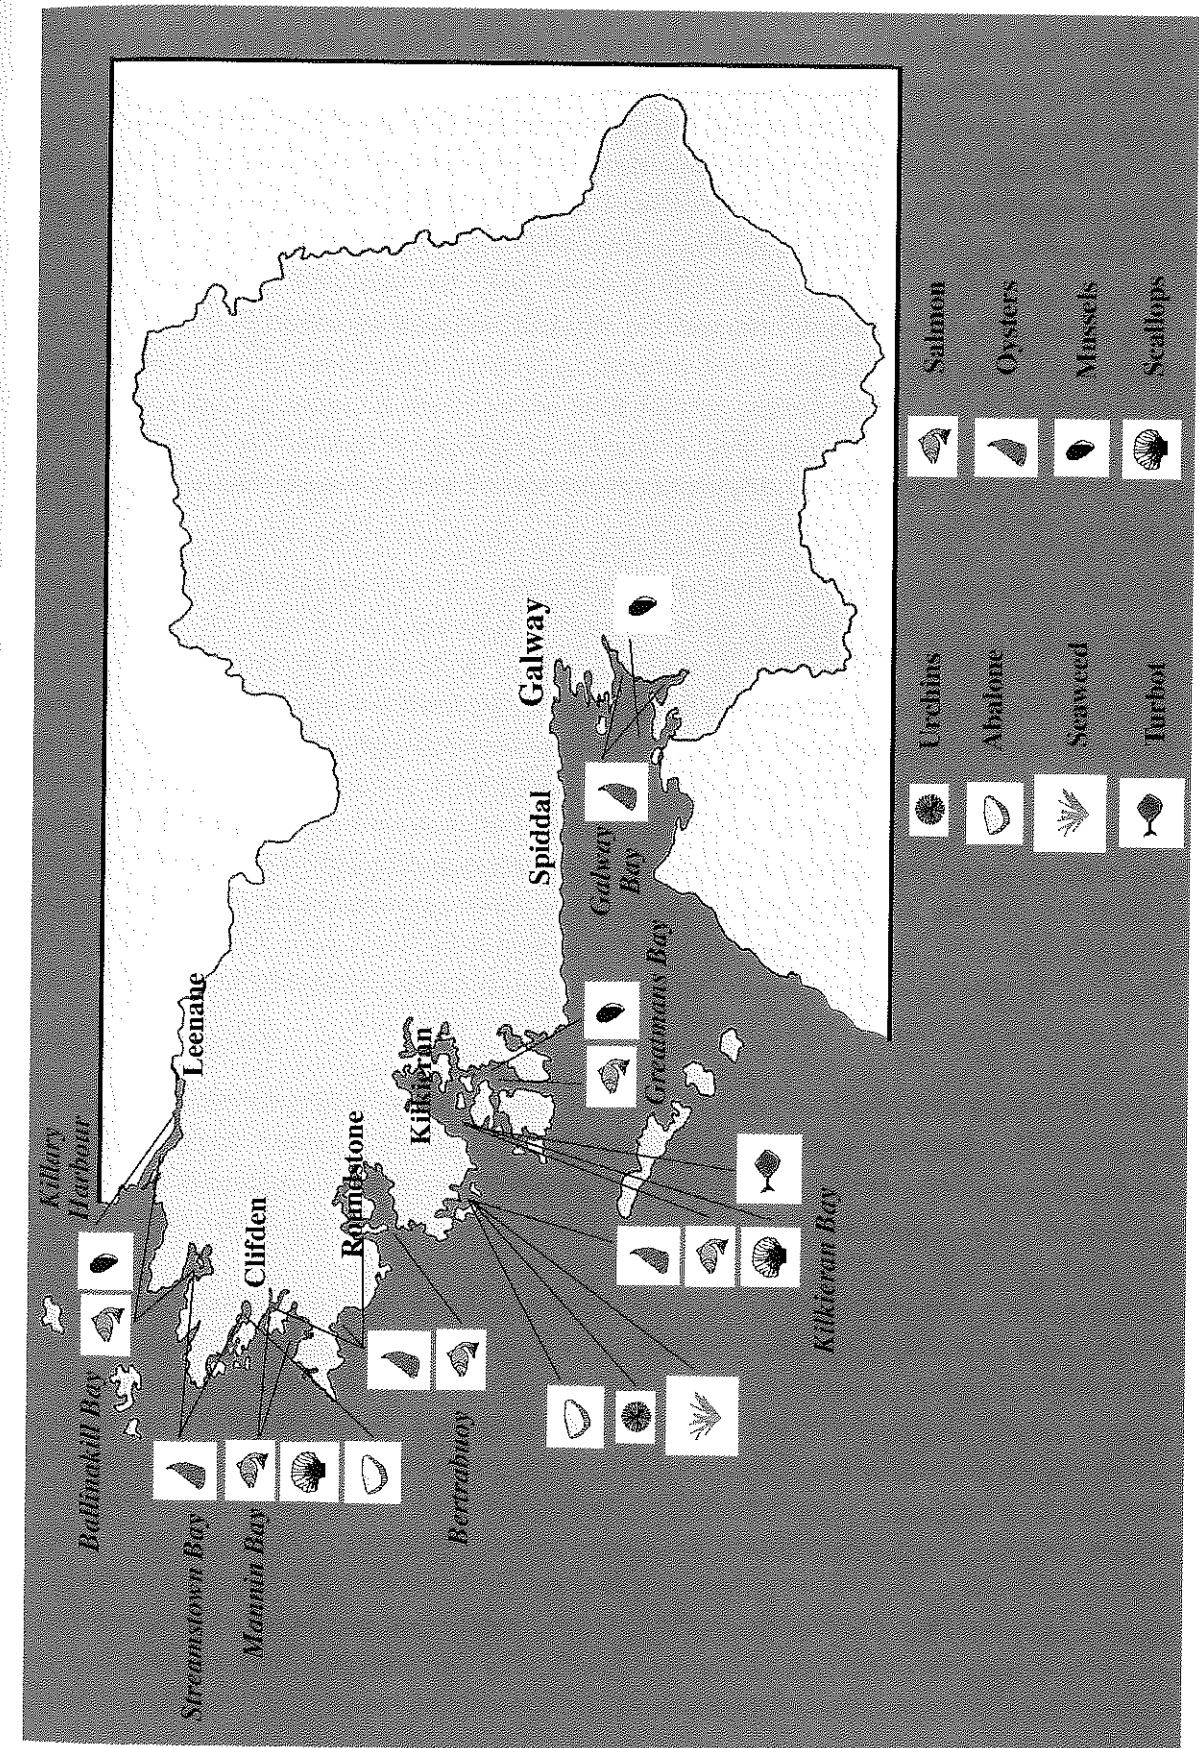 Killary
Harbour
Leenane
Ballinakill Bay
Clifden
Streamstown Bay
Mannin Bay
Roundstone
Kilkieran
Bertrabuoy
Galway
Spiddal
Galway
Bay
Greatmans Bay
Kilkieran Bay
Urchins
Abalone
Seaweed
Turbot
Salmon
Oysters
Mussels
Scallops